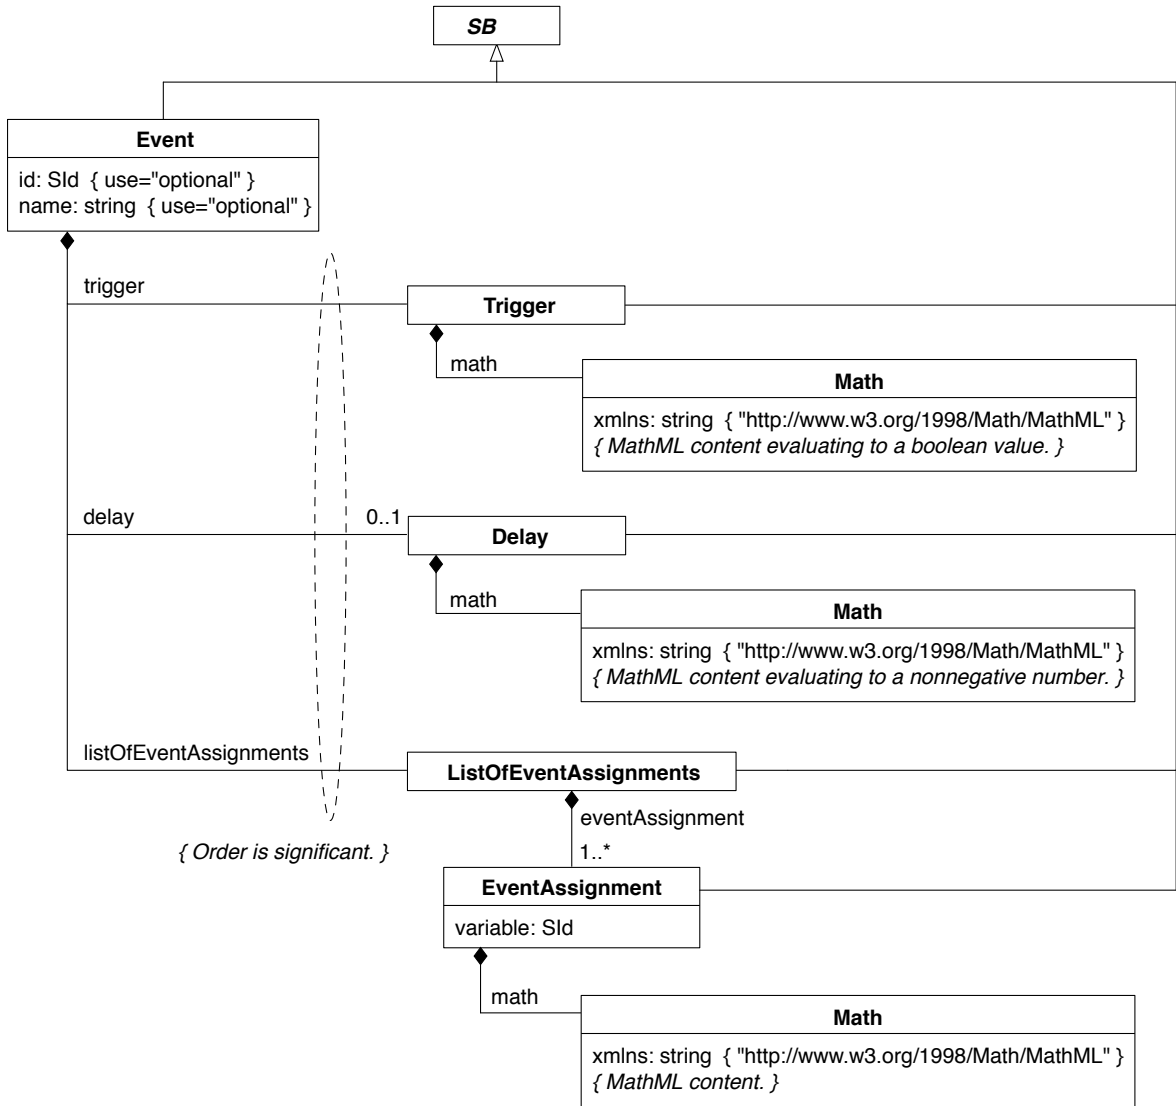 SB
Event
id: SId { use="optional" }
name: string { use="optional" }
trigger
Trigger
math
Math
xmlns: string { "http://www.w3.org/1998/Math/MathML" }
{ MathML content evaluating to a boolean value. }
delay
0..1
Delay
math
Math
xmlns: string { "http://www.w3.org/1998/Math/MathML" }
{ MathML content evaluating to a nonnegative number. }
listOfEventAssignments
ListOfEventAssignments
eventAssignment
{ Order is significant. }
1..*
EventAssignment
variable: SId
math
Math
xmlns: string { "http://www.w3.org/1998/Math/MathML" }
{ MathML content. }